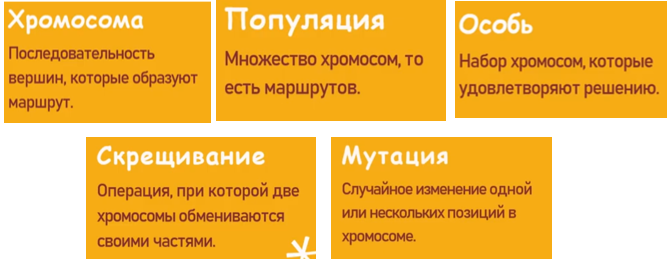 Хромосома
Последовательность
вершин, которые образуют
маршрут.
Популяция
Множество хромосом, то
есть маршрутов.
Особь
Набор хромосом, которые
удовлетворяют решению.
Скрещивание
Операция, при которой две
хромосомы обмениваются
своими частями.
Мутация
Случайное изменение одной
или нескольких позиций в
хромосоме.